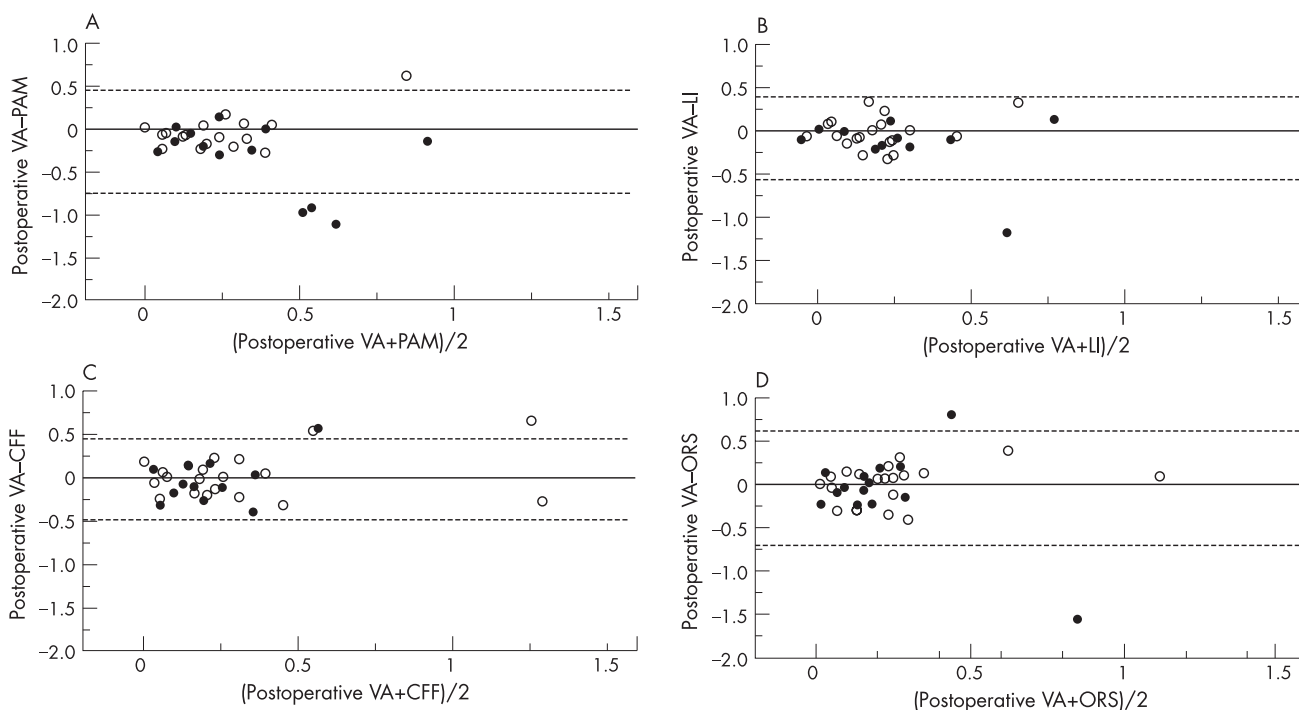 A
1.0
0.5
0
–0.5
–1.0
–1.5
–2.0
Postoperative VA–PAM
0 0.5 1 1.5
(Postoperative VA+PAM)/2
B
1.0
0.5
0
–0.5
–1.0
–1.5
–2.0
Postoperative VA–LI
0 0.5 1 1.5
(Postoperative VA+LI)/2
C
1.0
0.5
0
–0.5
–1.0
–1.5
–2.0
Postoperative VA–CFF
0 0.5 1 1.5
(Postoperative VA+CFF)/2
D
1.0
0.5
0
–0.5
–1.0
–1.5
–2.0
Postoperative VA–ORS
0 0.5 1 1.5
(Postoperative VA+ORS)/2